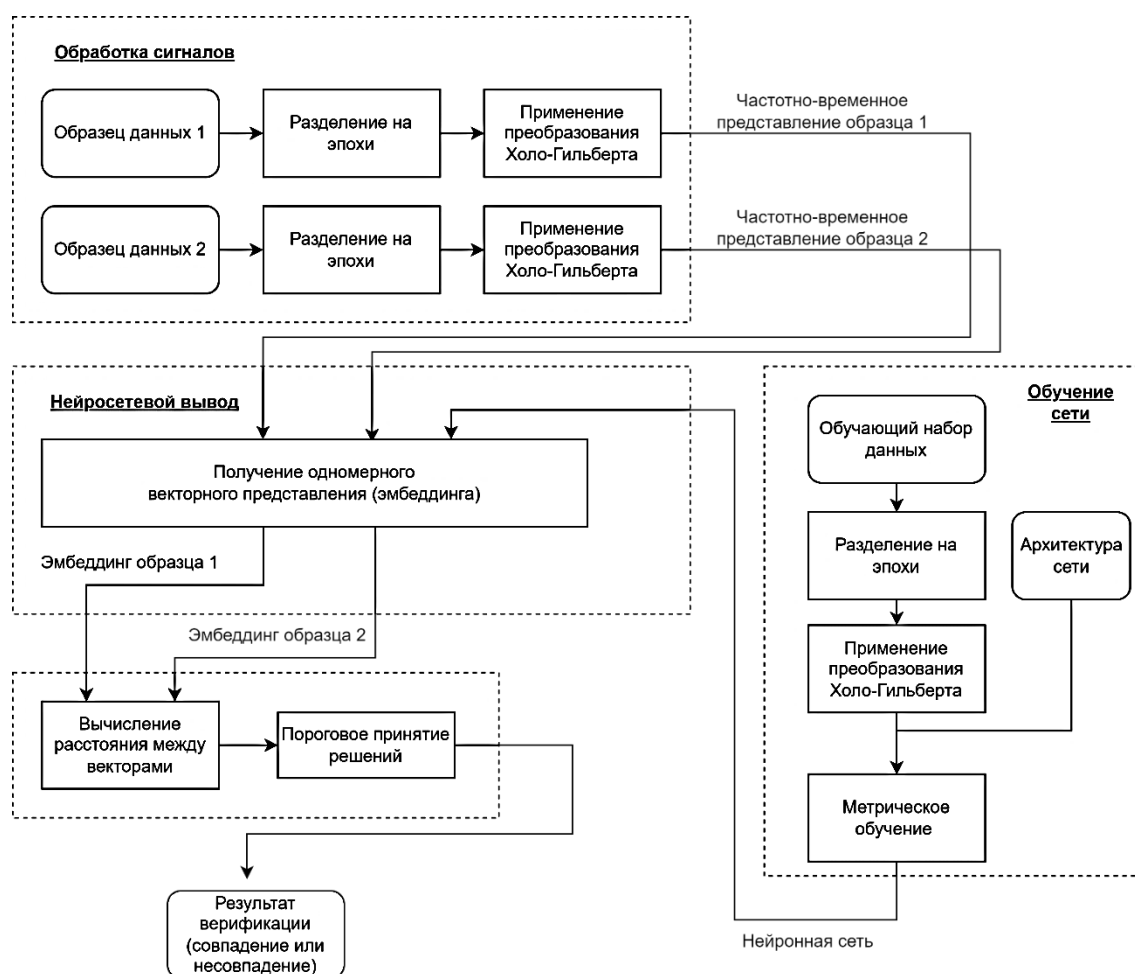 Обработка сигналов
Образец данных 1
Разделение на
эпохи
Применение
преобразования
Холо-Гильберта
Частотно-временное
представление образца 1
Образец данных 2
Разделение на
эпохи
Применение
преобразования
Холо-Гильберта
Частотно-временное
представление образца 2
Нейросетевой вывод
Получение одномерного
векторного представления (эмбеддинга)
Эмбеддинг образца 1
Эмбеддинг образца 2
Вычисление
расстояния между
векторами
Пороговое принятие
решений
Результат
верификации
(совпадение или
несовпадение)
Обучение
сети
Обучающий набор
данных
Разделение на
эпохи
Архитектура
сети
Применение
преобразования
Холо-Гильберта
Метрическое
обучение
Нейронная сеть